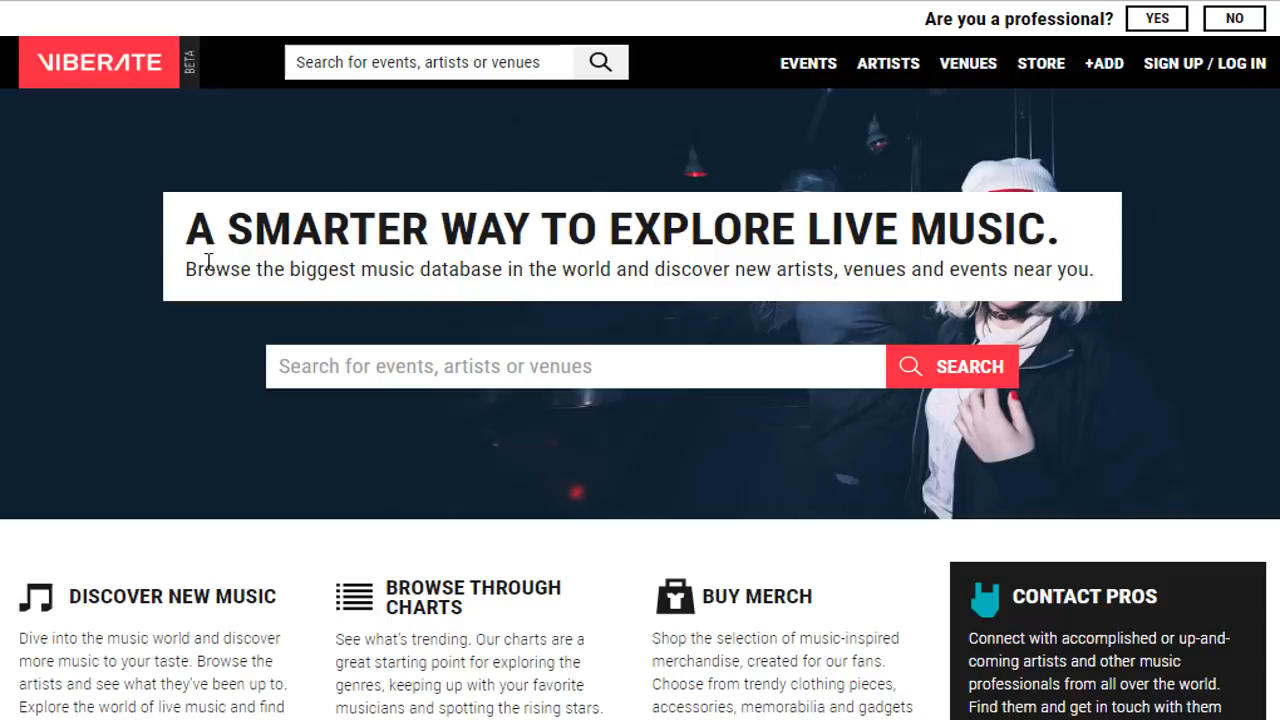 Are you a professional? YES NO
VIBERATE BETA Search for events, artists or venues EVENTS ARTISTS VENUES STORE +ADD SIGN UP / LOG IN
A SMARTER WAY TO EXPLORE LIVE MUSIC.
Browse the biggest music database in the world and discover new artists, venues and events near you.
Search for events, artists or venues SEARCH
DISCOVER NEW MUSIC
Dive into the music world and discover
more music to your taste. Browse the
artists and see what they've been up to.
Explore the world of live music and find
BROWSE THROUGH
CHARTS
See what's trending. Our charts are a
great starting point for exploring the
genres, keeping up with your favorite
musicians and spotting the rising stars.
BUY MERCH
Shop the selection of music-inspired
merchandise, created for our fans.
Choose from trendy clothing pieces,
accessories, memorabilia and gadgets
CONTACT PROS
Connect with accomplished or up-and-
coming artists and other music
professionals from all over the world.
Find them and get in touch with them